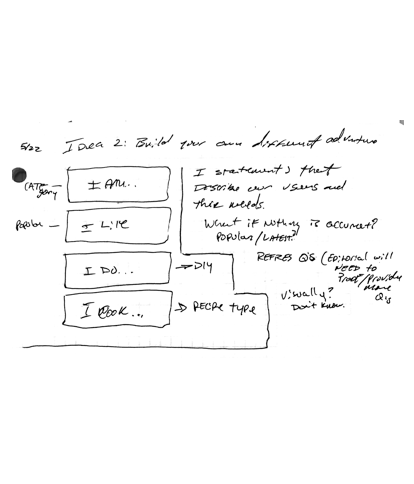 5/22 Idea 2: Build your own different adventure
CATEgory
I AM...
Popular
I LIKE
I DO...
DIY
I COOK...
RECIPE type
I statements that
Describe our users and
their needs.
What if nothing is accurate?
POPULAR/LATEST?
REFRES Q's (Editorial will
NEED to
"/Provide
more
Q's
Visually?
Don't know.